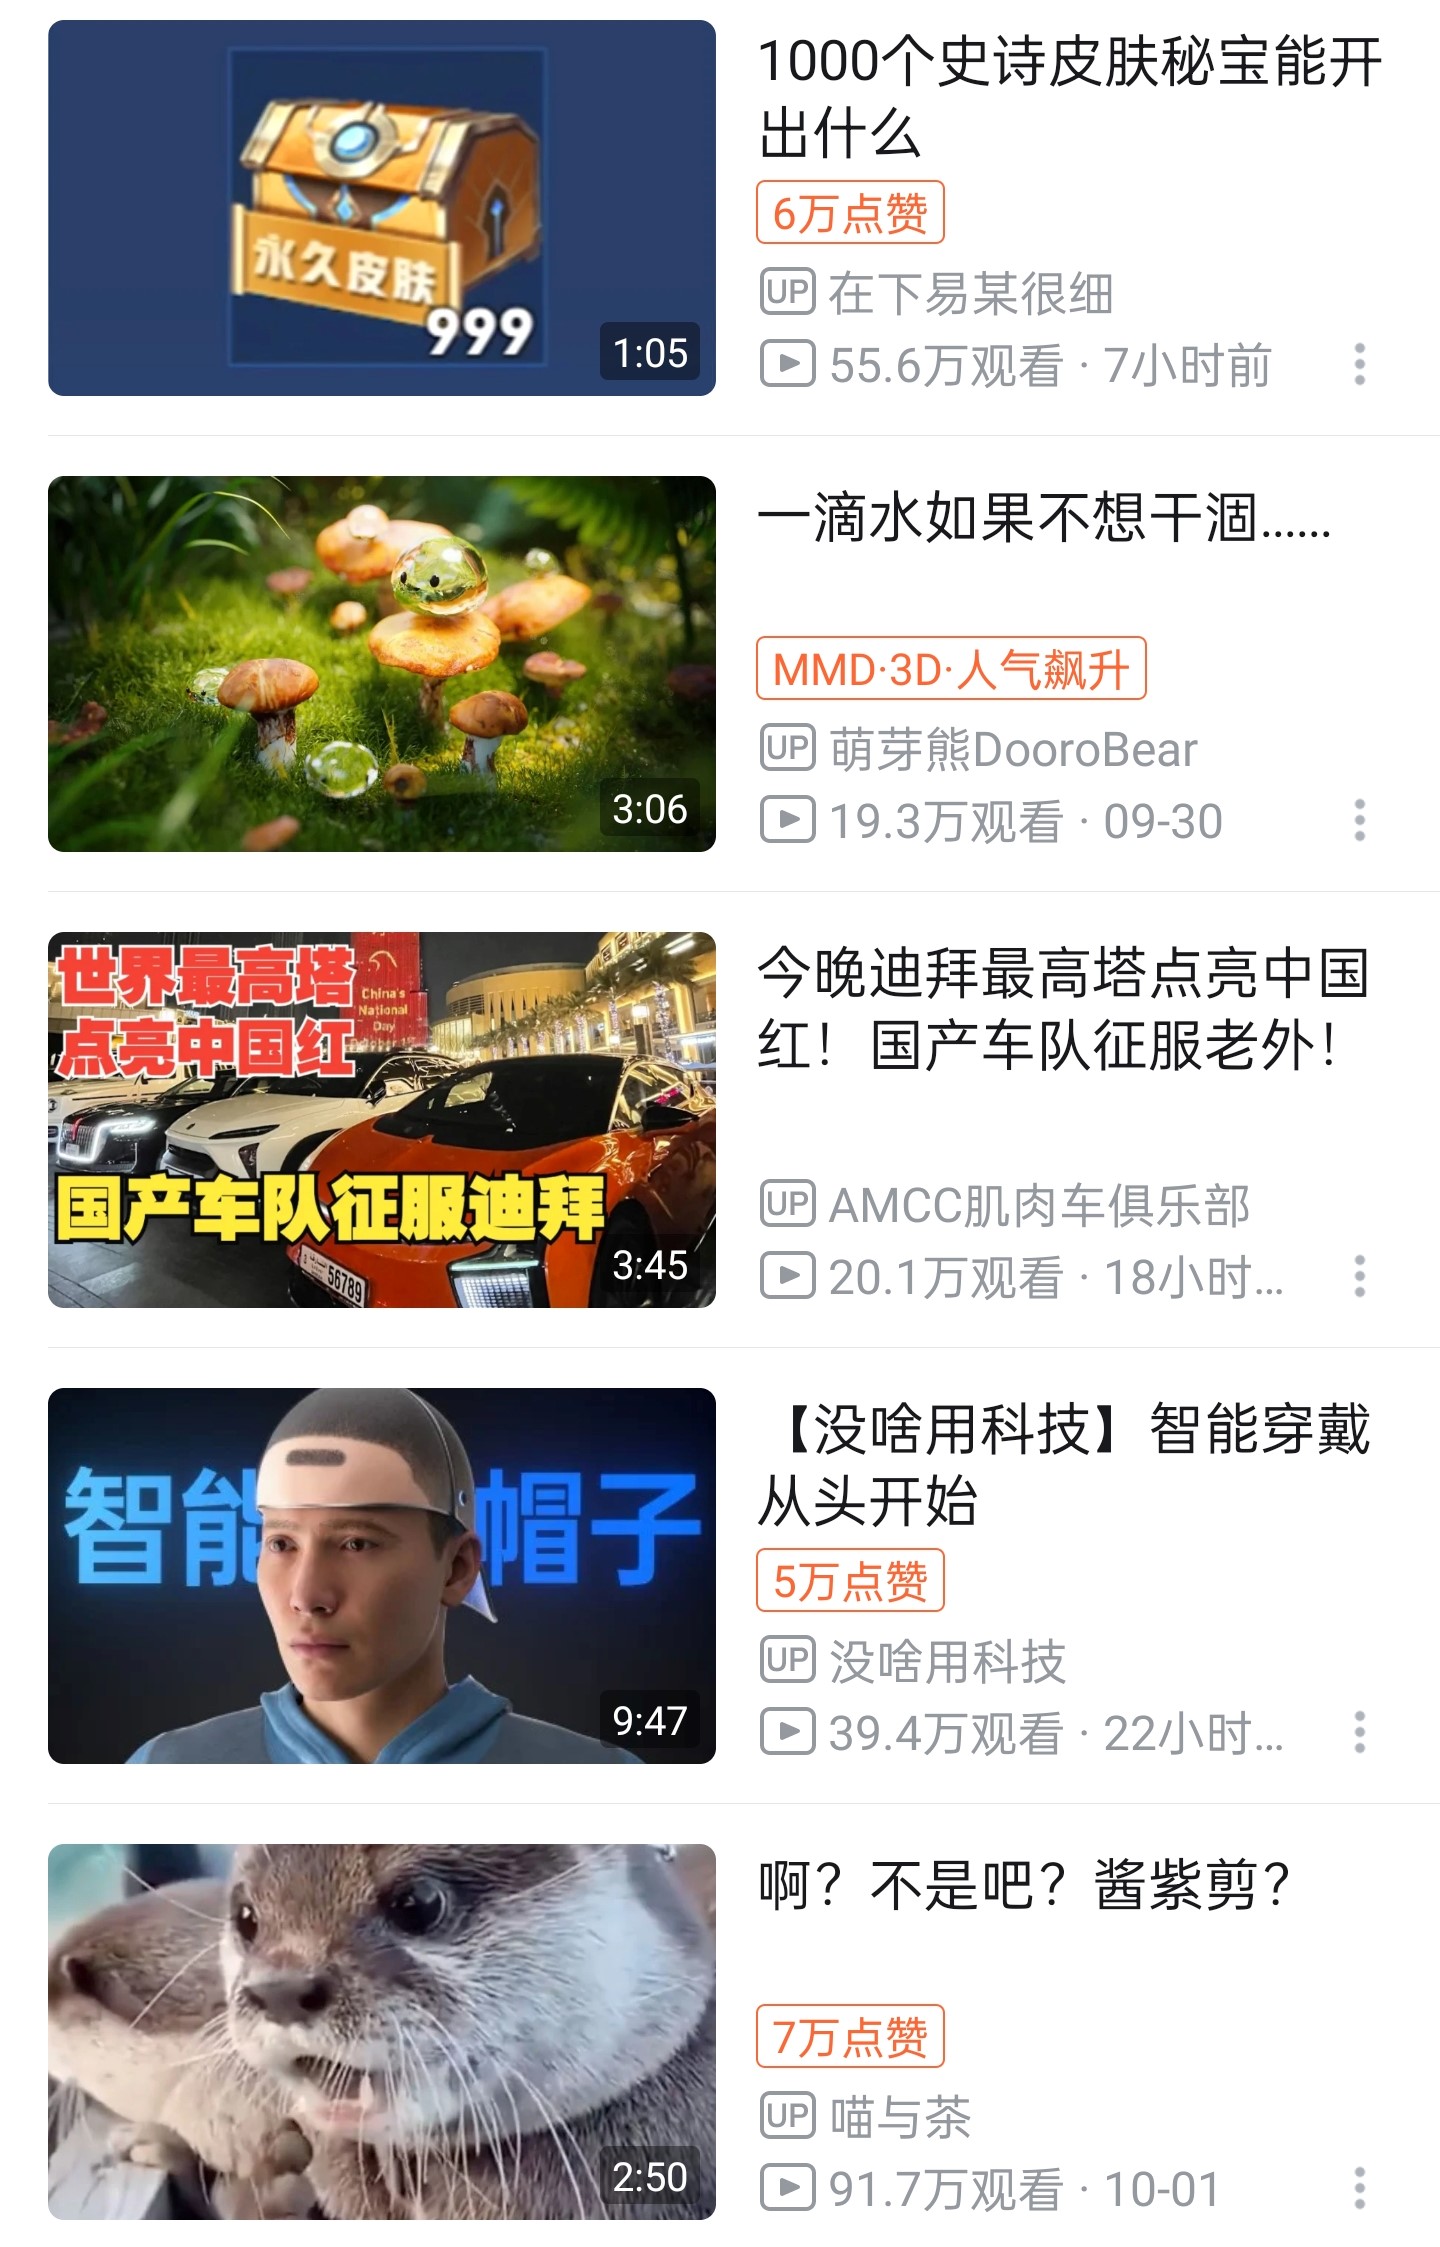 永久皮肤
999
1:05
1000个史诗皮肤秘宝能开
出什么
6万点赞
UP 在下易某很细
55.6万观看 · 7小时前
3:06
一滴水如果不想干涸……
MMD·3D·人气飙升
UP 萌芽熊DooroBear
19.3万观看 · 09-30
世界最高塔
点亮中国红
China's
National
Day
国产车队征服迪拜
56789
3:45
今晚迪拜最高塔点亮中国
红！国产车队征服老外！
UP AMCC肌肉车俱乐部
20.1万观看 · 18小时...
智能帽子
9:47
【没啥用科技】智能穿戴
从头开始
5万点赞
UP 没啥用科技
39.4万观看 · 22小时...
2:50
啊？不是吧？酱紫剪？
7万点赞
UP 喵与茶
91.7万观看 · 10-01